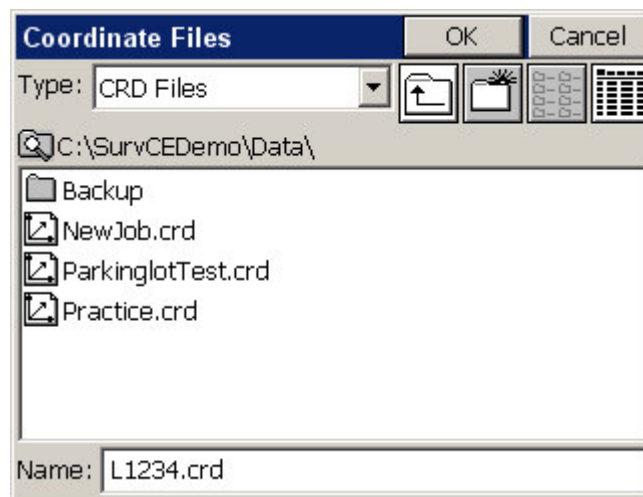 Coordinate Files OK Cancel
Type: CRD Files
C:\SurvCEDemo\Data\
Backup
NewJob.crd
ParkinglotTest.crd
Practice.crd
Name: L1234.crd